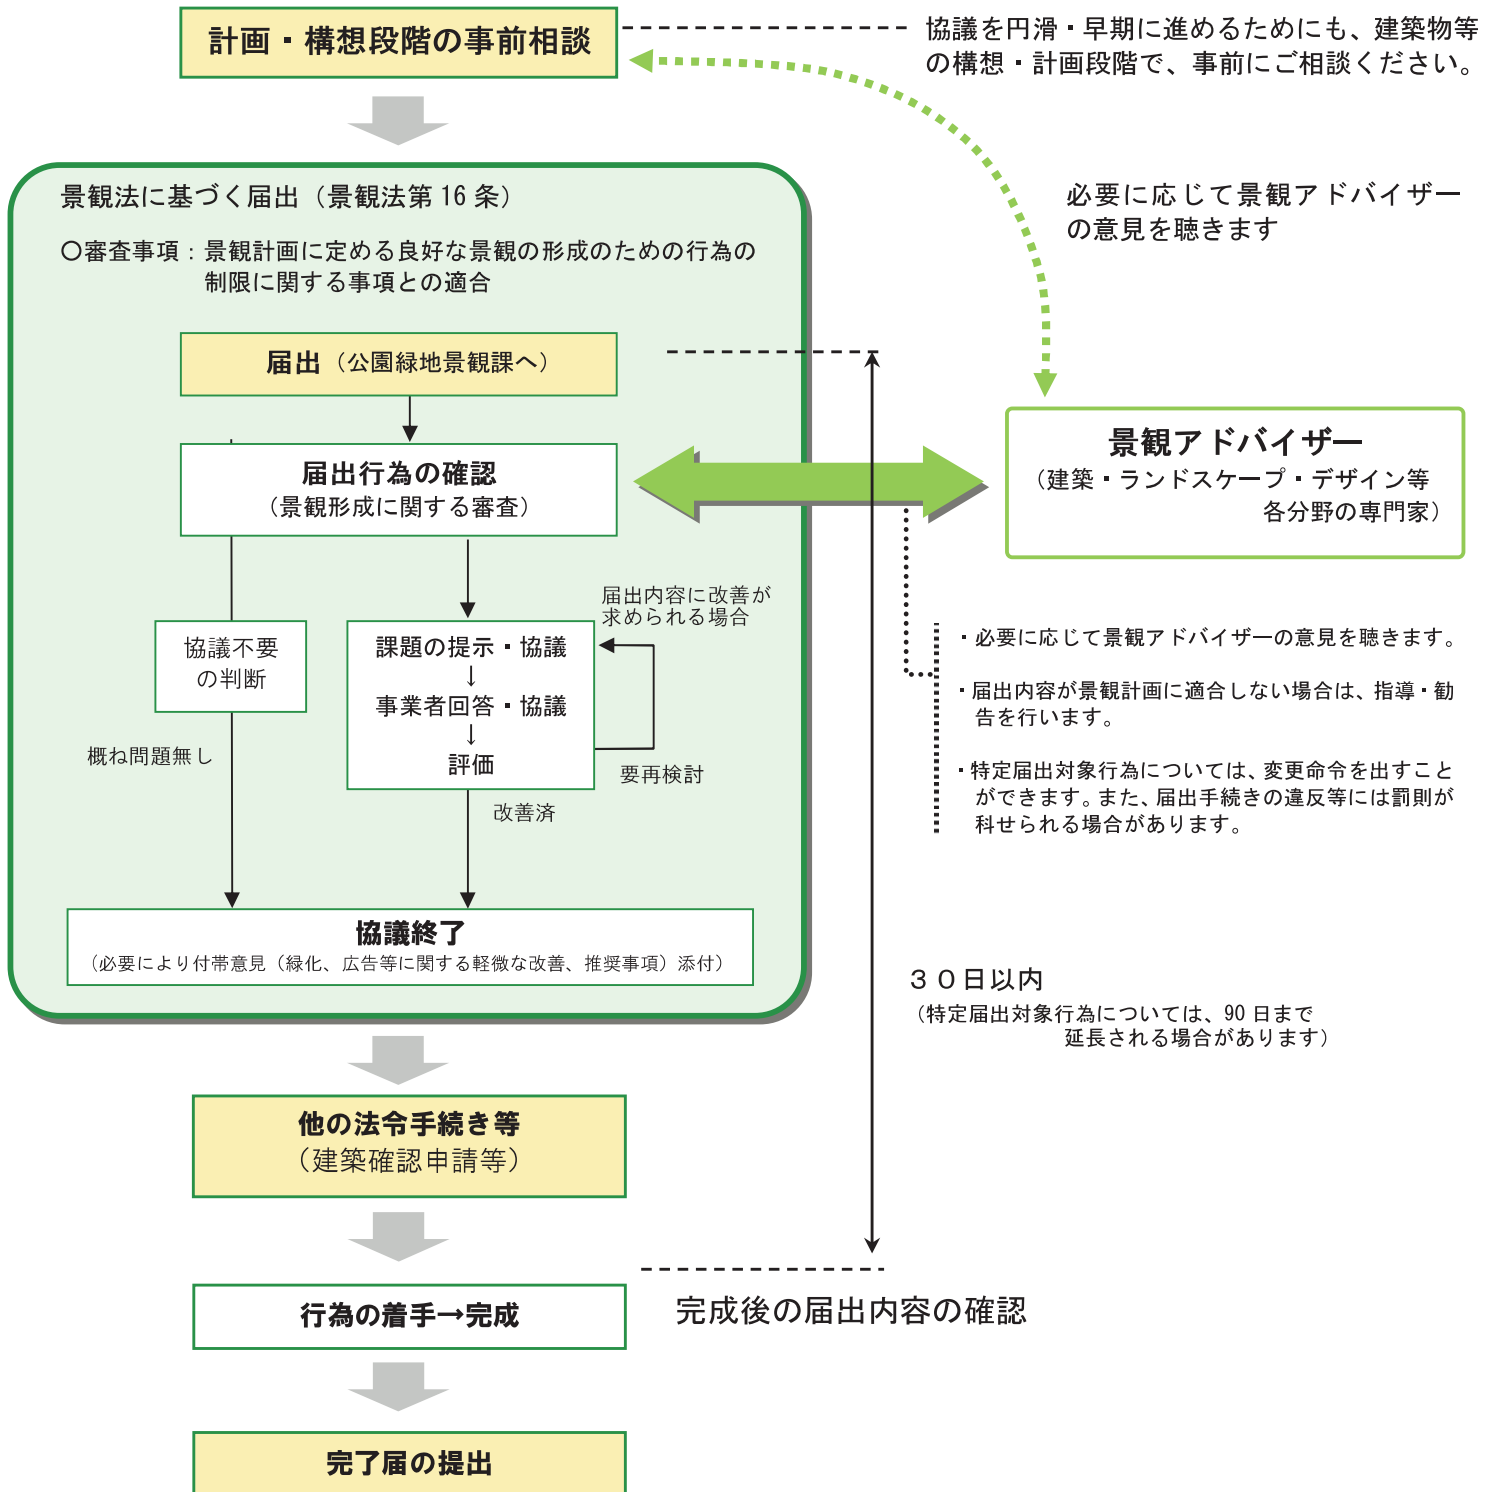 計画・構想段階の事前相談
協議を円滑・早期に進めるためにも、建築物等
の構想・計画段階で、事前にご相談ください。
必要に応じて景観アドバイザー
の意見を聴きます
景観法に基づく届出（景観法第 16 条）
〇審査事項：景観計画に定める良好な景観の形成のための行為の
制限に関する事項との適合
届出（公園緑地景観課へ）
届出行為の確認
（景観形成に関する審査）
景観アドバイザー
（建築・ランドスケープ・デザイン等
各分野の専門家）
届出内容に改善が
求められる場合
協議不要
の判断
課題の提示・協議
↓
事業者回答・協議
↓
評価
概ね問題無し
要再検討
改善済
・必要に応じて景観アドバイザーの意見を聴きます。
・届出内容が景観計画に適合しない場合は、指導・勧
告を行います。
・特定届出対象行為については、変更命令を出すこと
ができます。また、届出手続きの違反等には罰則が
科せられる場合があります。
協議終了
（必要により付帯意見（緑化、広告等に関する軽微な改善、推奨事項）添付）
３０日以内
（特定届出対象行為については、90 日まで
延長される場合があります）
他の法令手続き等
（建築確認申請等）
行為の着手→完成
完成後の届出内容の確認
完了届の提出